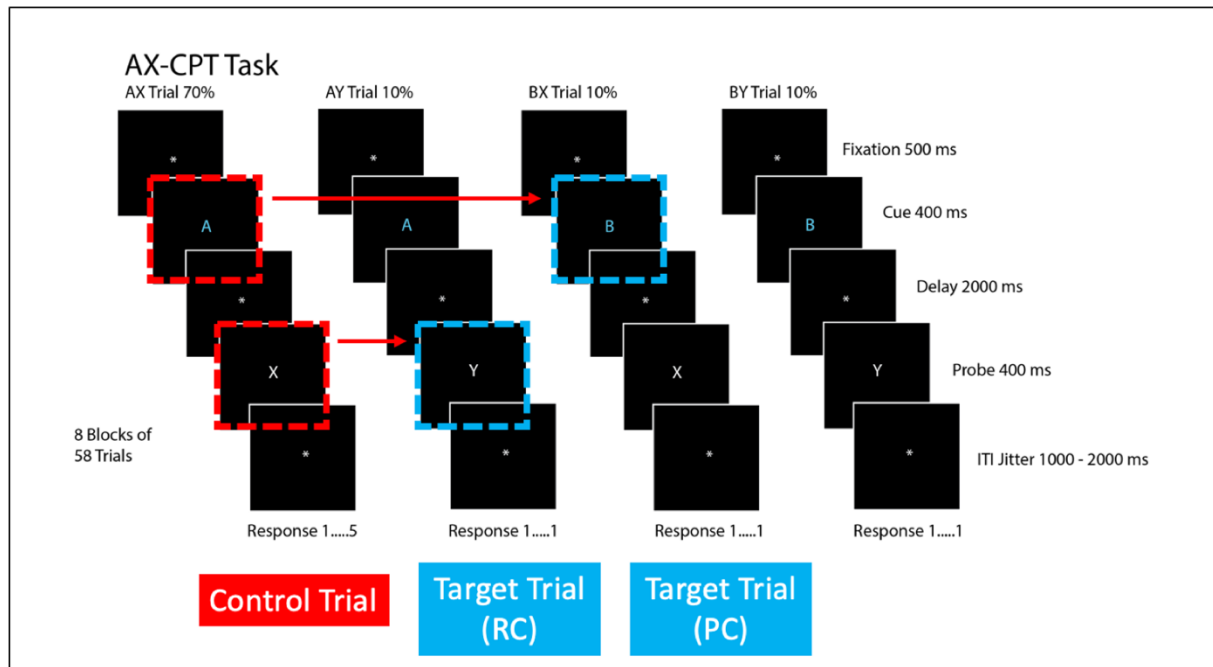 AX-CPT Task
AX Trial 70%
AY Trial 10%
BX Trial 10%
BY Trial 10%
*
*
*
*
Fixation 500 ms
A
A
B
B
Cue 400 ms
*
*
*
*
Delay 2000 ms
X
Y
X
Y
Probe 400 ms
8 Blocks of
58 Trials
*
*
*
*
ITI Jitter 1000 - 2000 ms
Response 1.....5
Response 1.....1
Response 1.....1
Response 1.....1
Control Trial
Target Trial
(RC)
Target Trial
(PC)